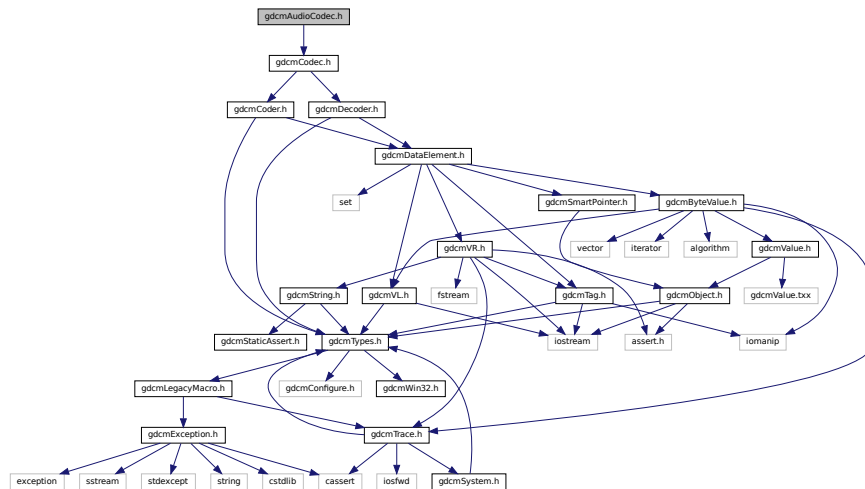 gdcmAudioCodec.h
gdcmCodec.h
gdcmCoder.h
gdcmDecoder.h
gdcmDataElement.h
set
gdcmSmartPointer.h
gdcmByteValue.h
gdcmVR.h
vector
iterator
algorithm
gdcmValue.h
gdcmString.h
gdcmVL.h
fstream
gdcmTag.h
gdcmObject.h
gdcmValue.txx
gdcmStaticAssert.h
gdcmTypes.h
iostream
assert.h
iomanip
gdcmLegacyMacro.h
gdcmConfigure.h
gdcmWin32.h
gdcmException.h
gdcmTrace.h
exception
sstream
stdexcept
string
cstdlib
cassert
iosfwd
gdcmSystem.h